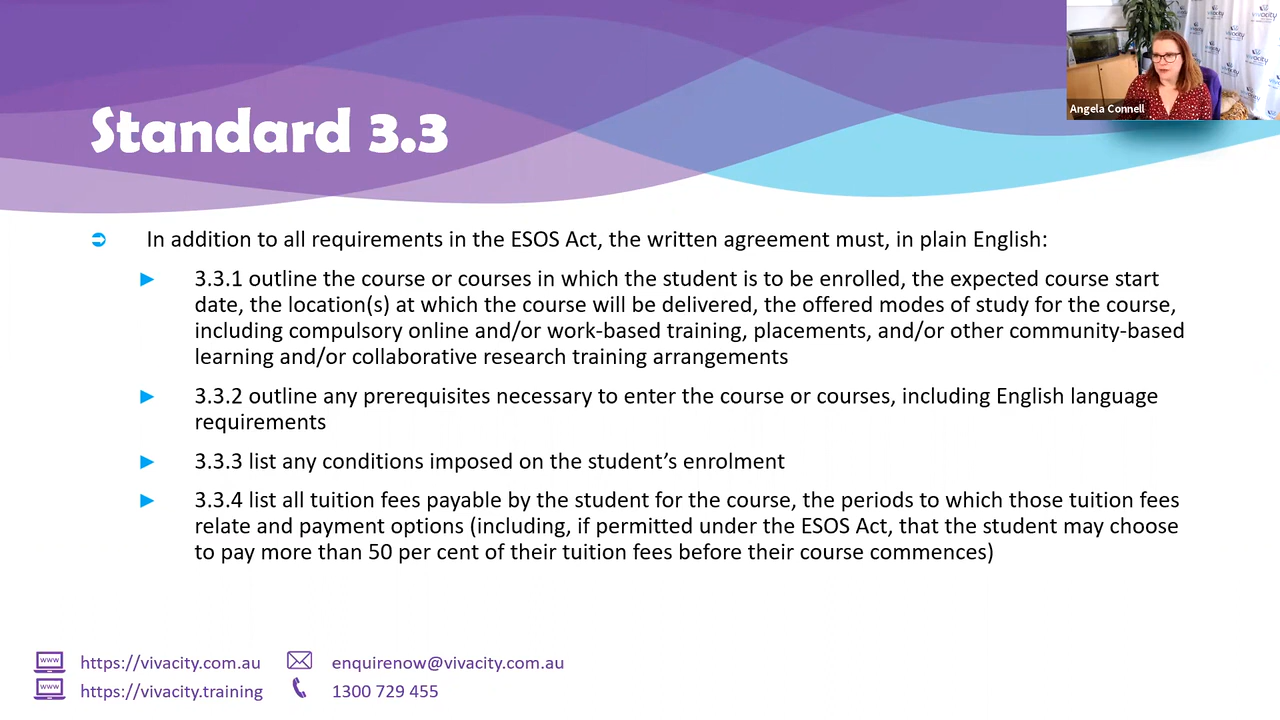 vivacity
vivacity
vivacity
Angela Connell
Standard 3.3
In addition to all requirements in the ESOS Act, the written agreement must, in plain English:
3.3.1 outline the course or courses in which the student is to be enrolled, the expected course start
date, the location(s) at which the course will be delivered, the offered modes of study for the course,
including compulsory online and/or work-based training, placements, and/or other community-based
learning and/or collaborative research training arrangements
3.3.2 outline any prerequisites necessary to enter the course or courses, including English language
requirements
3.3.3 list any conditions imposed on the student’s enrolment
3.3.4 list all tuition fees payable by the student for the course, the periods to which those tuition fees
relate and payment options (including, if permitted under the ESOS Act, that the student may choose
to pay more than 50 per cent of their tuition fees before their course commences)
www https://vivacity.com.au enquirenow@vivacity.com.au
www https://vivacity.training 1300 729 455